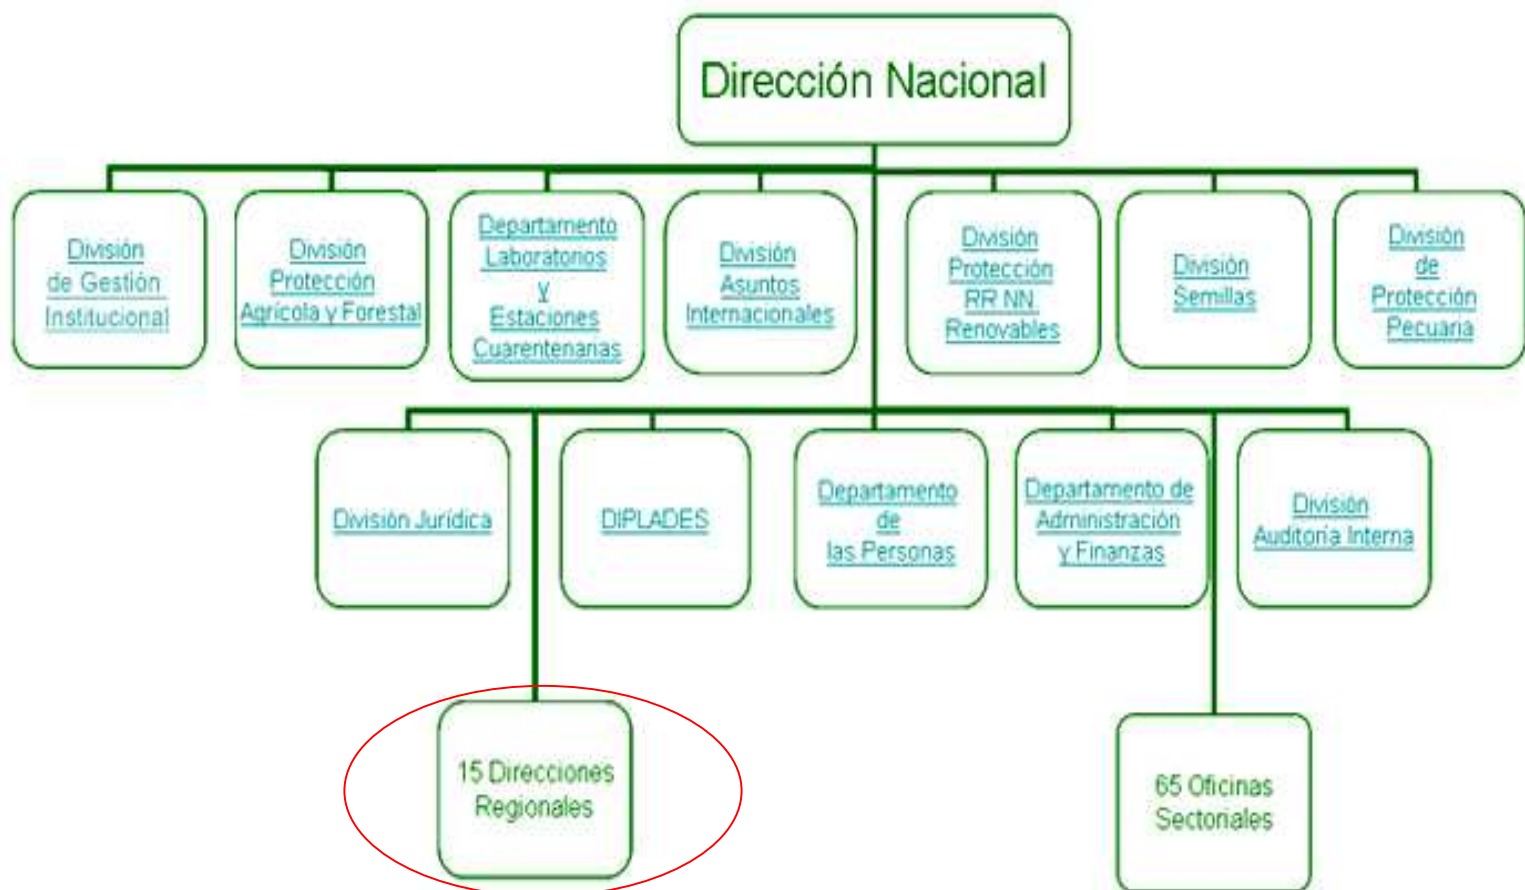 Dirección Nacional
División
de Gestión
Institucional
División
Protección
Agrícola y Forestal
Departamento
Laboratorios
y
Estaciones
Cuarentenarias
División
Asuntos
Internacionales
División
Protección
RR NN.
Renovables
División
Semillas
División
de
Protección
Pecuaria
División Jurídica
DIPLADES
Departamento
de
las Personas
Departamento de
Administración
y Finanzas
División
Auditoría Interna
15 Direcciones
Regionales
65 Oficinas
Sectoriales